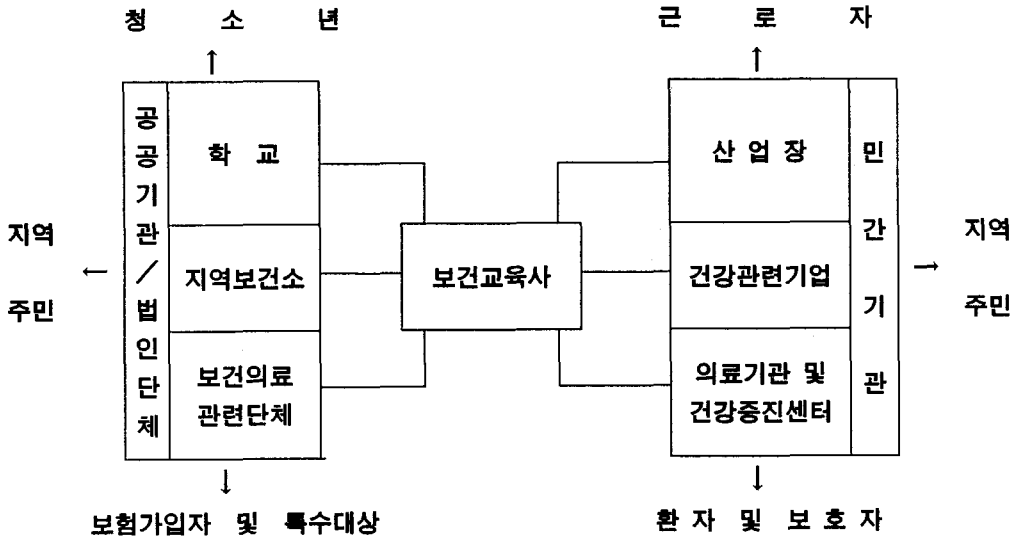 청 소 년
근 로 자
공공기관/법인단체
학 교
지역보건소
보건의료
관련단체
보건교육사
산 업 장
건강관련기업
의료기관 및
건강증진센터
민간기관
지역
주민
지역
주민
보험가입자 및 특수대상
환 자 및 보 호 자